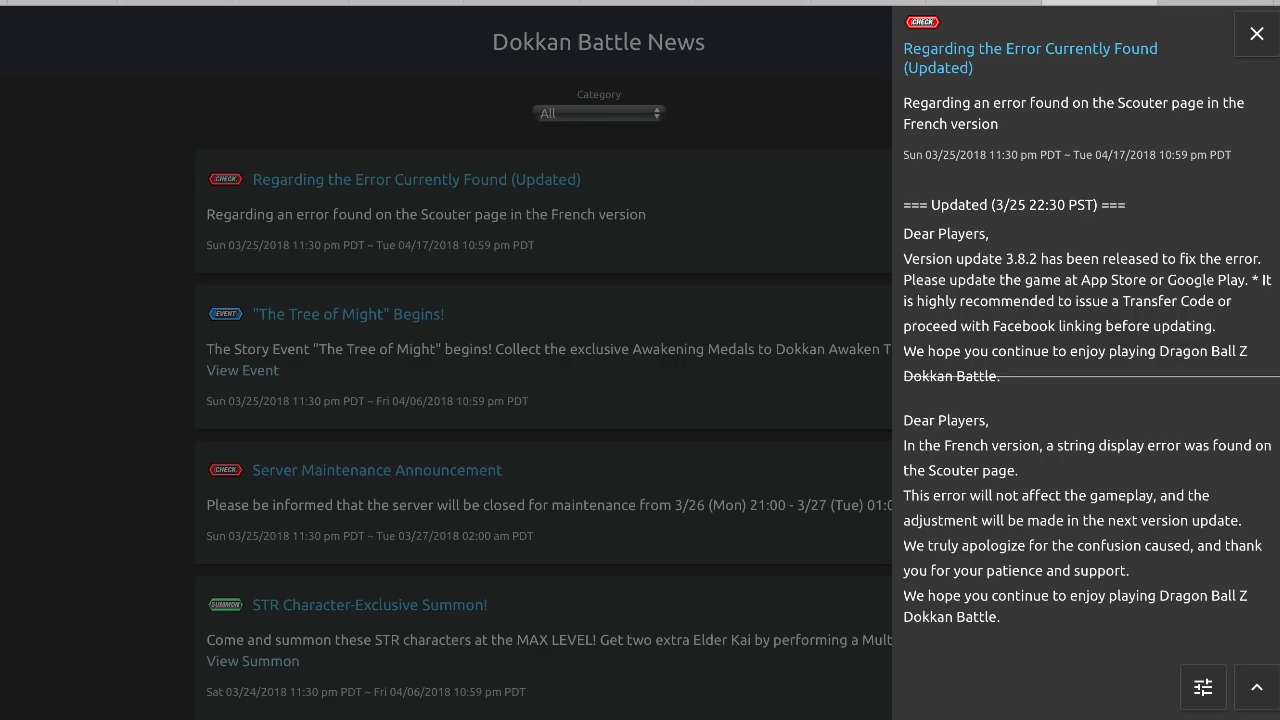 Dokkan Battle News
Category
All
CHECK
Regarding the Error Currently Found (Updated)
Regarding an error found on the Scouter page in the French version
Sun 03/25/2018 11:30 pm PDT ~ Tue 04/17/2018 10:59 pm PDT
EVENT
"The Tree of Might" Begins!
The Story Event "The Tree of Might" begins! Collect the exclusive Awakening Medals to Dokkan Awaken T
View Event
Sun 03/25/2018 11:30 pm PDT ~ Fri 04/06/2018 10:59 pm PDT
CHECK
Server Maintenance Announcement
Please be informed that the server will be closed for maintenance from 3/26 (Mon) 21:00 - 3/27 (Tue) 01:0
Sun 03/25/2018 11:30 pm PDT ~ Tue 03/27/2018 02:00 am PDT
SUMMON
STR Character-Exclusive Summon!
Come and summon these STR characters at the MAX LEVEL! Get two extra Elder Kai by performing a Mult
View Summon
Sat 03/24/2018 11:30 pm PDT ~ Fri 04/06/2018 10:59 pm PDT
CHECK
Regarding the Error Currently Found
(Updated)
Regarding an error found on the Scouter page in the
French version
Sun 03/25/2018 11:30 pm PDT ~ Tue 04/17/2018 10:59 pm PDT
=== Updated (3/25 22:30 PST) ===
Dear Players,
Version update 3.8.2 has been released to fix the error.
Please update the game at App Store or Google Play. * It
is highly recommended to issue a Transfer Code or
proceed with Facebook linking before updating.
We hope you continue to enjoy playing Dragon Ball Z
Dokkan Battle.
Dear Players,
In the French version, a string display error was found on
the Scouter page.
This error will not affect the gameplay, and the
adjustment will be made in the next version update.
We truly apologize for the confusion caused, and thank
you for your patience and support.
We hope you continue to enjoy playing Dragon Ball Z
Dokkan Battle.